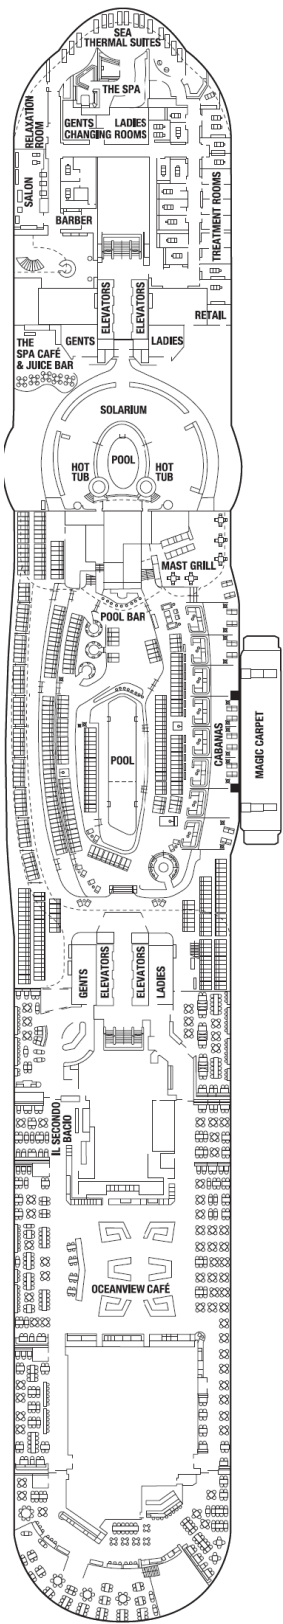 SEA
THERMAL SUITES
THE SPA
RELAXATION
ROOM
GENTS LADIES
CHANGING ROOMS
SALON
TREATMENT ROOMS
BARBER
ELEVATORS
ELEVATORS
RETAIL
THE
SPA CAFÉ
& JUICE BAR
GENTS
LADIES
SOLARIUM
POOL
HOT
TUB
HOT
TUB
MAST GRILL
POOL BAR
POOL
CABANAS
MAGIC CARPET
GENTS
ELEVATORS
ELEVATORS
LADIES
IL SECONDO
BACIO
OCEANVIEW CAFÉ